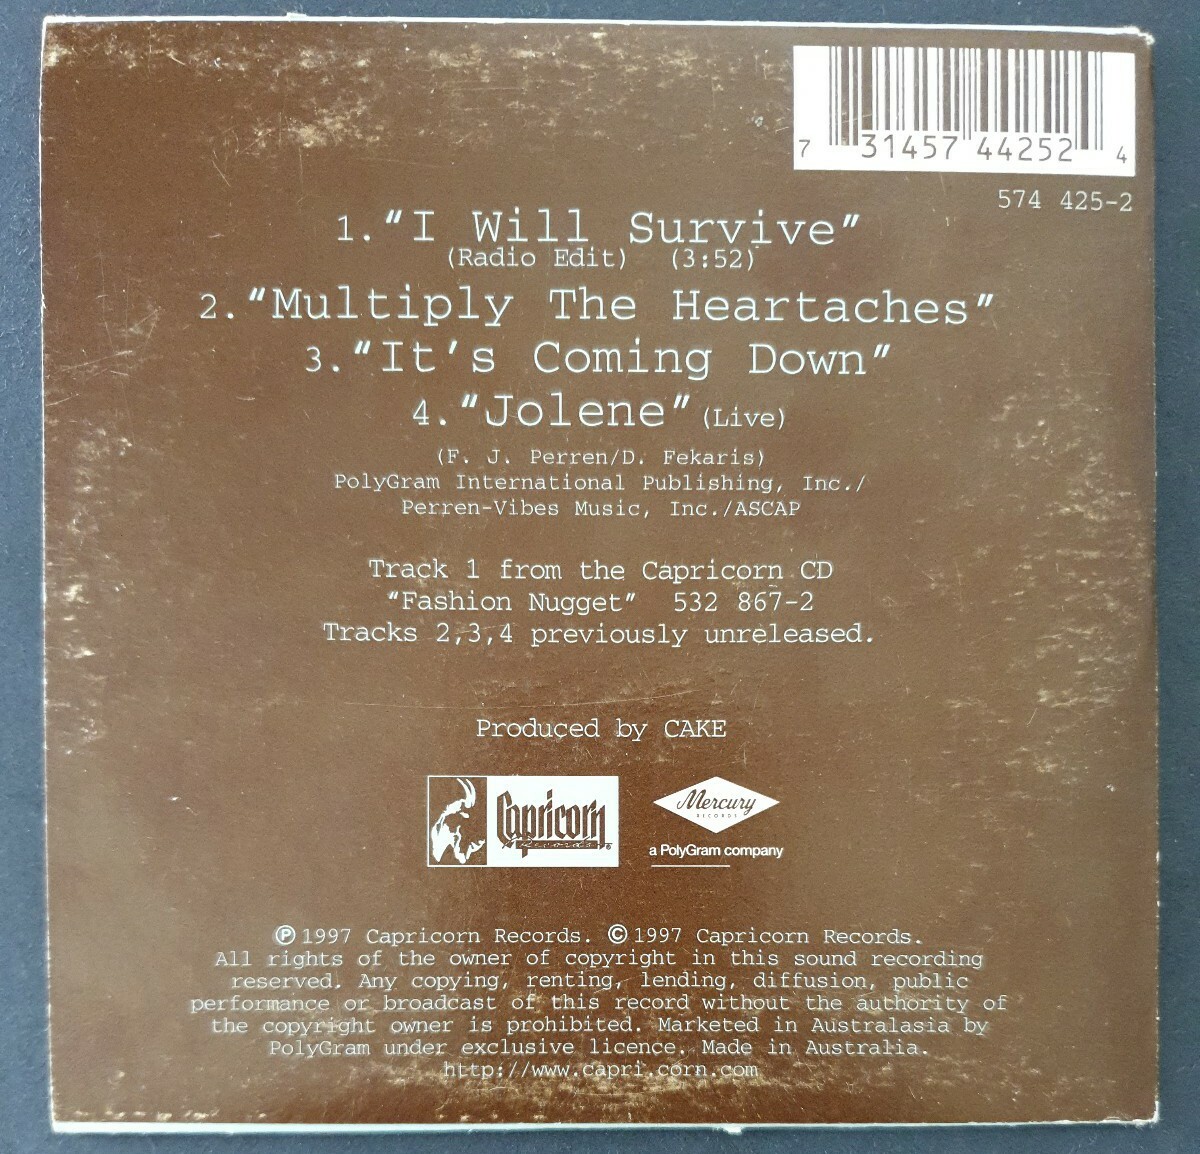 7 31457 44252 4
574 425-2
1. "I Will Survive"
(Radio Edit) (3:52)
2. "Multiply The Heartaches"
3. "It's Coming Down"
4. "Jolene" (Live)
(F. J. Perren/D. Fekaris)
PolyGram International Publishing, Inc./
Perren-Vibes Music, Inc./ASCAP
Track 1 from the Capricorn CD
"Fashion Nugget" 532 867-2
Tracks 2,3,4 previously unreleased.
Produced by CAKE
Capricorn
Records®
Mercury
RECORDS
a PolyGram company
℗ 1997 Capricorn Records. © 1997 Capricorn Records.
All rights of the owner of copyright in this sound recording
reserved. Any copying, renting, lending, diffusion, public
performance or broadcast of this record without the authority of
the copyright owner is prohibited. Marketed in Australasia by
PolyGram under exclusive licence. Made in Australia.
http://www.capri.corn.com